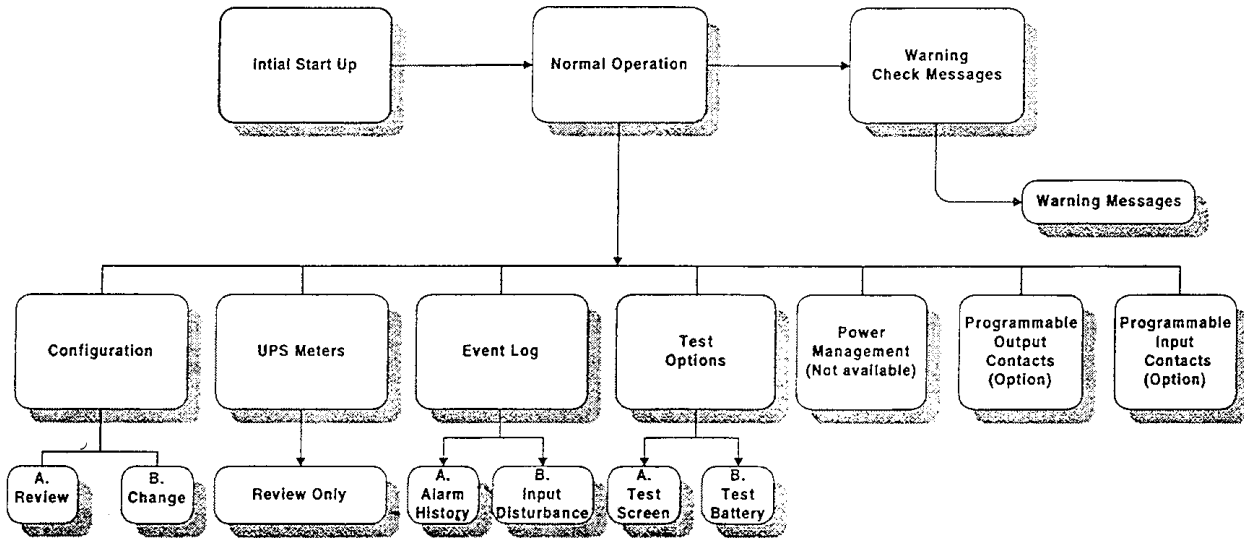 Intial Start Up
Normal Operation
Warning
Check Messages
Warning Messages
Configuration
UPS Meters
Event Log
Test
Options
Power
Management
(Not available)
Programmable
Output
Contacts
(Option)
Programmable
Input
Contacts
(Option)
A.
Review
B.
Change
Review Only
A.
Alarm
History
B.
Input
Disturbance
A.
Test
Screen
B.
Test
Battery